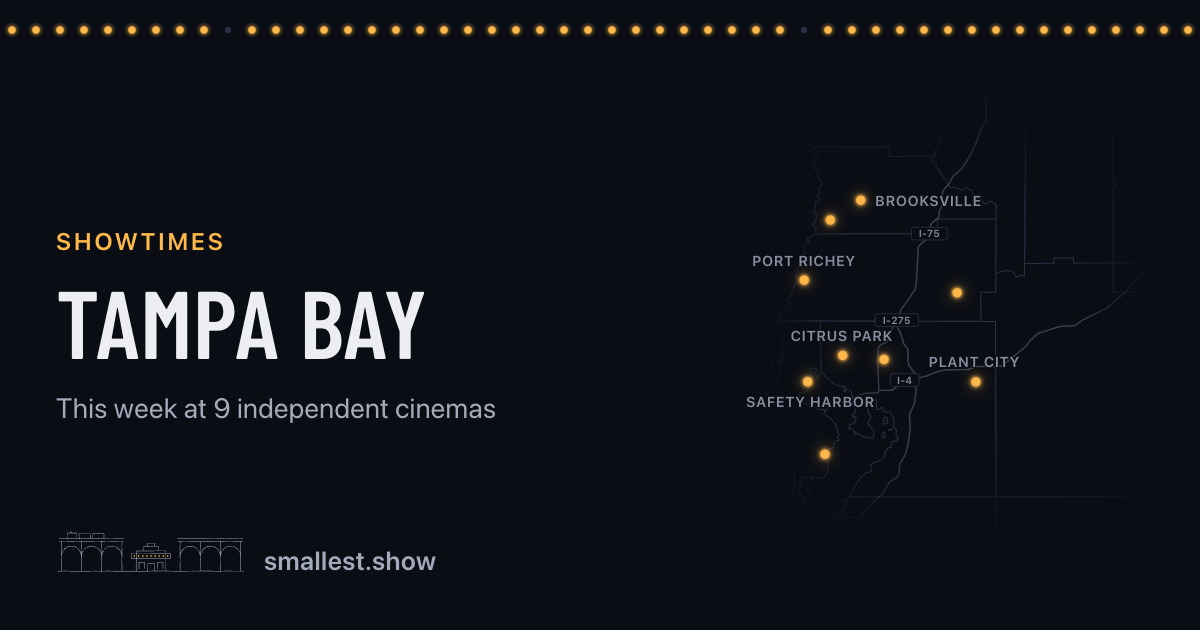 SHOWTIMES
TAMPA BAY
This week at 9 independent cinemas
smallest.show
BROOKSVILLE
I-75
PORT RICHEY
I-275
CITRUS PARK
PLANT CITY
I-4
SAFETY HARBOR